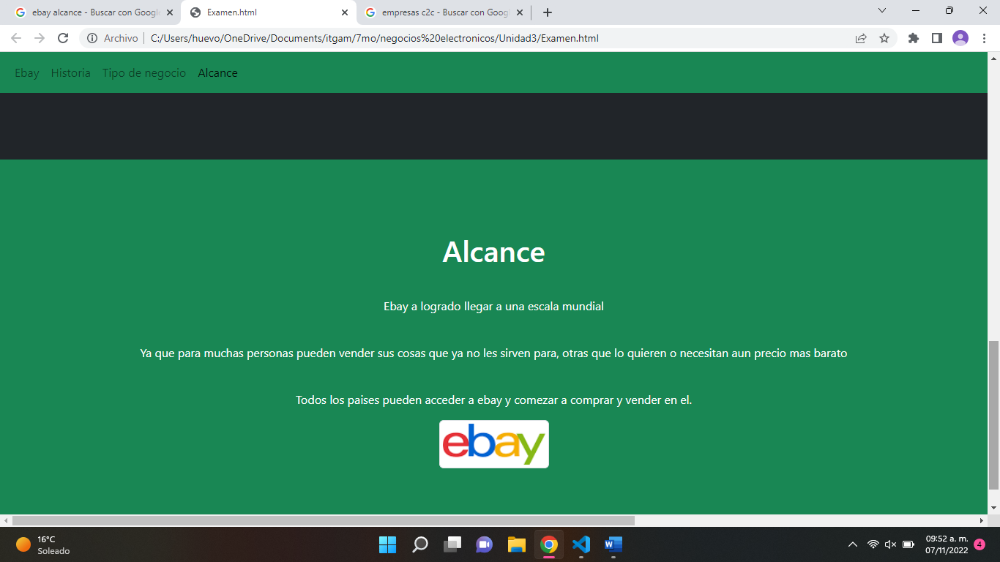 ebay alcance - Buscar con Googl
Examen.html
empresas c2c - Buscar con Goog
Archivo
C:/Users/huevo/OneDrive/Documents/itgam/7mo/negocios%20electronicos/Unidad3/Examen.html
Ebay Historia Tipo de negocio Alcance
Alcance
Ebay a logrado llegar a una escala mundial
Ya que para muchas personas pueden vender sus cosas que ya no les sirven para, otras que lo quieren o necesitan aun precio mas barato
Todos los paises pueden acceder a ebay y comezar a comprar y vender en el.
ebay
16°C
Soleado
09:52 a. m.
07/11/2022
4